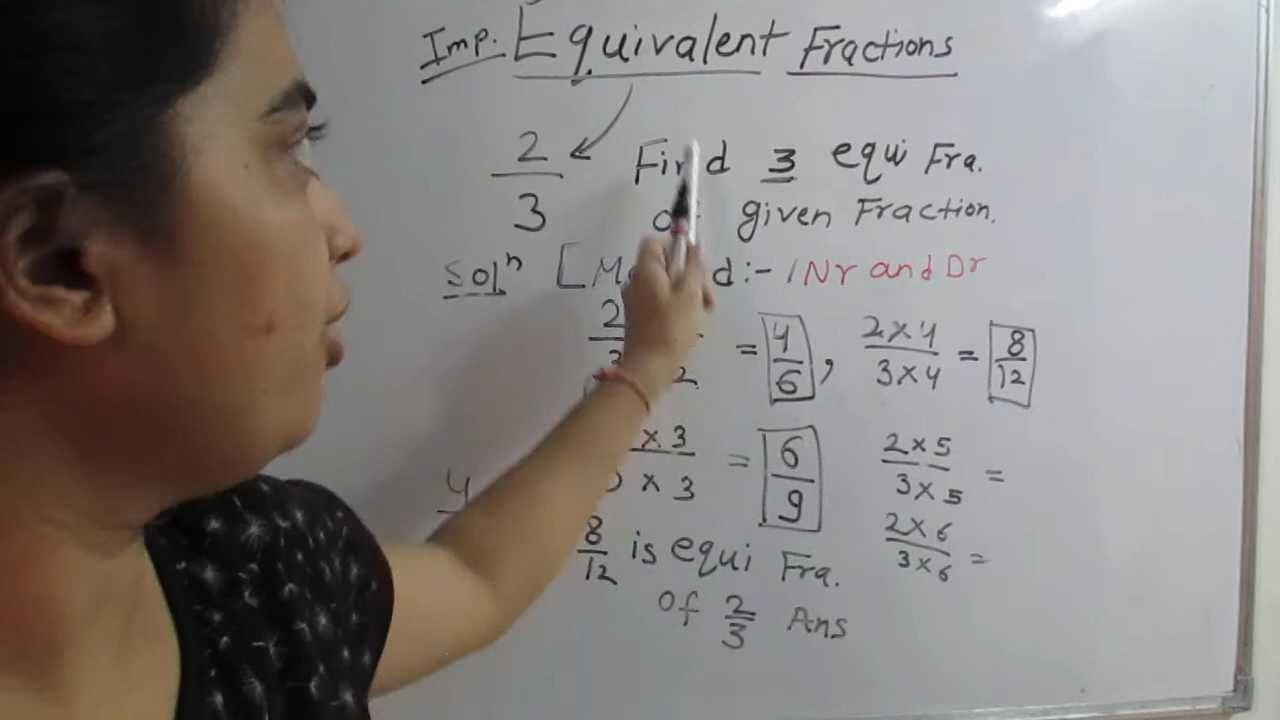 Imp. Equivalent Fractions
2/3 Find 3 equi Fra.
of given Fraction.
Solⁿ [ :- Nr and Dr
= 4/6 , 2×4/3×4 = 8/12
×3/×3 = 6/9 2×5/3×5 =
2×6/3×6 =
4
8/12 is equi Fra.
of 2/3 Ans